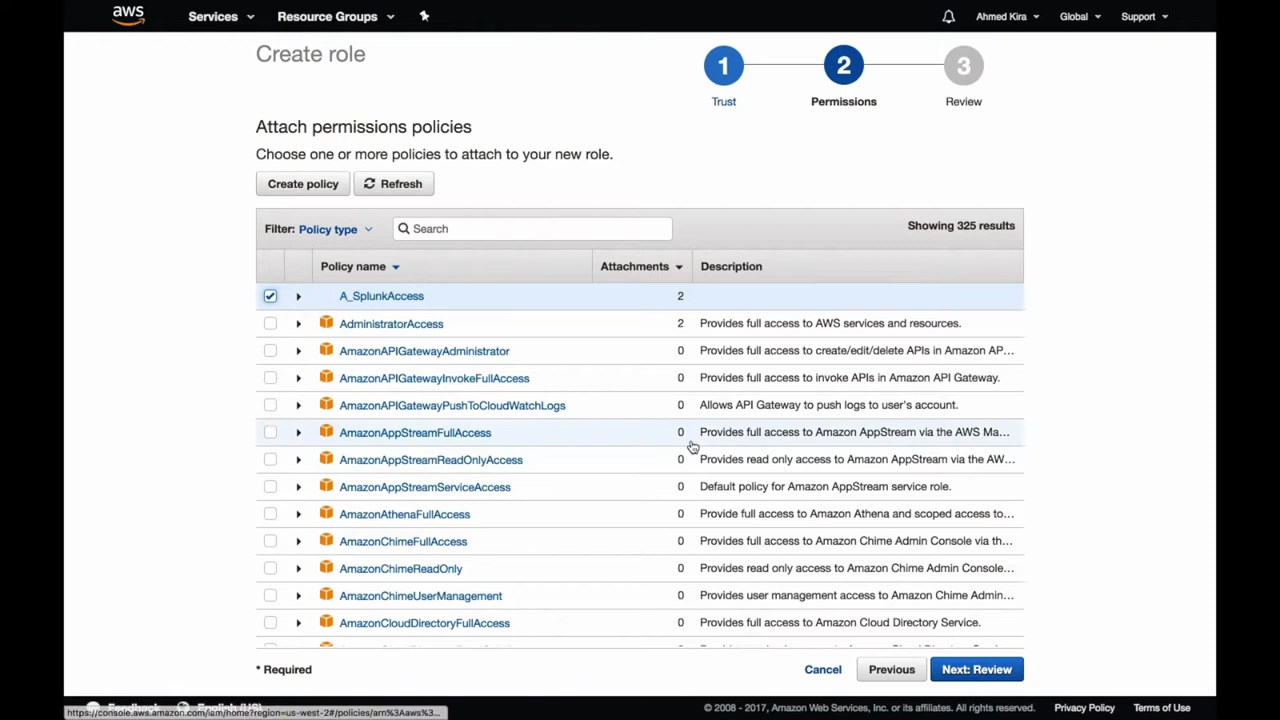 aws Services Resource Groups Ahmed Kira Global Support
Create role
1 2 3
Trust Permissions Review
Attach permissions policies
Choose one or more policies to attach to your new role.
Create policy Refresh
Filter: Policy type Search Showing 325 results
Policy name Attachments Description
A_SplunkAccess 2
AdministratorAccess 2 Provides full access to AWS services and resources.
AmazonAPIGatewayAdministrator 0 Provides full access to create/edit/delete APIs in Amazon AP...
AmazonAPIGatewayInvokeFullAccess 0 Provides full access to invoke APIs in Amazon API Gateway.
AmazonAPIGatewayPushToCloudWatchLogs 0 Allows API Gateway to push logs to user's account.
AmazonAppStreamFullAccess 0 Provides full access to Amazon AppStream via the AWS Ma...
AmazonAppStreamReadOnlyAccess 0 Provides read only access to Amazon AppStream via the AW...
AmazonAppStreamServiceAccess 0 Default policy for Amazon AppStream service role.
AmazonAthenaFullAccess 0 Provide full access to Amazon Athena and scoped access to...
AmazonChimeFullAccess 0 Provides full access to Amazon Chime Admin Console via th...
AmazonChimeReadOnly 0 Provides read only access to Amazon Chime Admin Console...
AmazonChimeUserManagement 0 Provides user management access to Amazon Chime Admin...
AmazonCloudDirectoryFullAccess 0 Provides full access to Amazon Cloud Directory Service.
* Required Cancel Previous Next: Review
Feedback English (US) © 2008 - 2017, Amazon Web Services, Inc. or its affiliates. All rights reserved. Privacy Policy Terms of Use
https://console.aws.amazon.com/iam/home?region=us-west-2#/policies/arn%3Aaws%3...